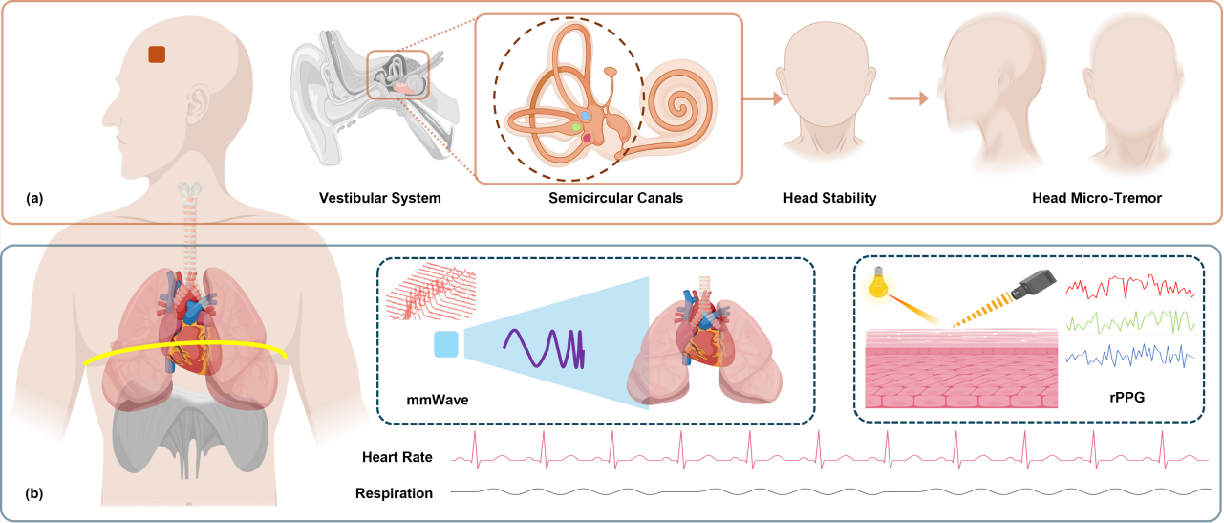 (a)
Vestibular System
Semicircular Canals
Head Stability
Head Micro-Tremor
mmWave
rPPG
Heart Rate
(b)
Respiration